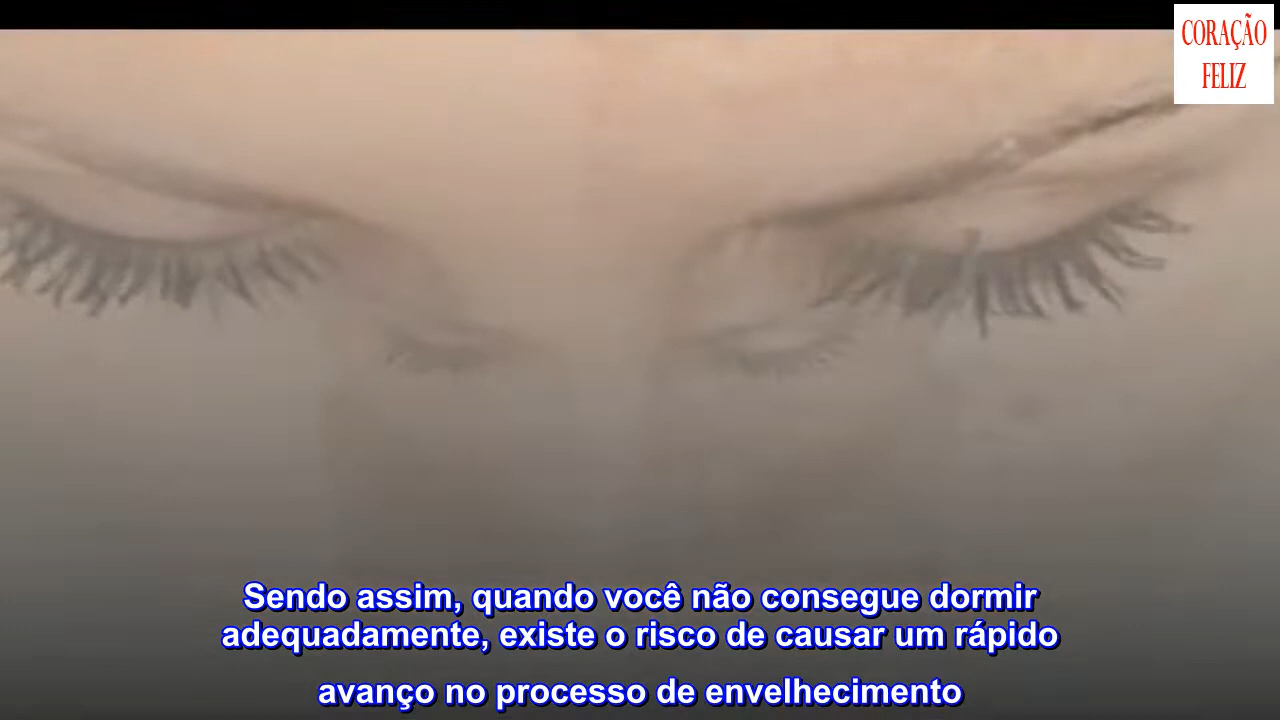 CORAÇÃO
FELIZ
Sendo assim, quando você não consegue dormir
adequadamente, existe o risco de causar um rápido
avanço no processo de envelhecimento